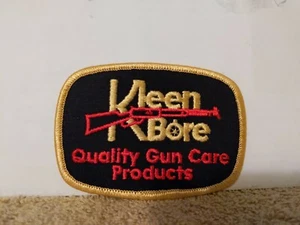 Kleen
Bore
Quality Gun Care
Products